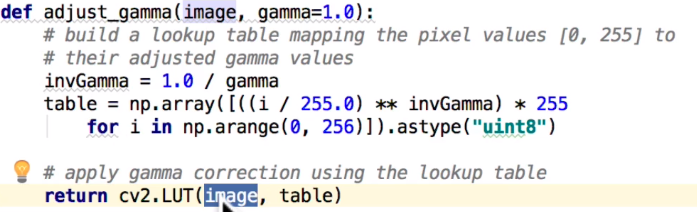 def adjust_gamma(image, gamma=1.0):
    # build a lookup table mapping the pixel values [0, 255] to
    # their adjusted gamma values
    invGamma = 1.0 / gamma
    table = np.array([((i / 255.0) ** invGamma) * 255
        for i in np.arange(0, 256)]).astype("uint8")
    # apply gamma correction using the lookup table
    return cv2.LUT(image, table)